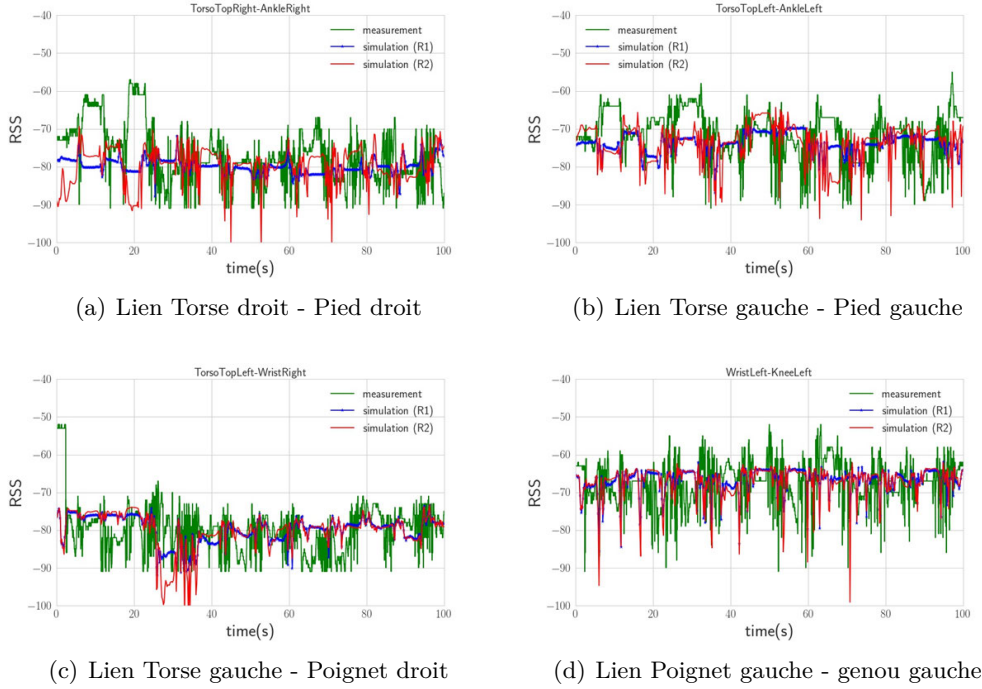 TorsoTopRight-AnkleRight
−40
−50
−60
−70
−80
−90
−100
RSS
measurement
simulation (R1)
simulation (R2)
0 20 40 60 80 100
time(s)
(a) Lien Torse droit - Pied droit
TorsoTopLeft-AnkleLeft
−40
−50
−60
−70
−80
−90
−100
RSS
measurement
simulation (R1)
simulation (R2)
0 20 40 60 80 100
time(s)
(b) Lien Torse gauche - Pied gauche
TorsoTopLeft-WristRight
−40
−50
−60
−70
−80
−90
−100
RSS
measurement
simulation (R1)
simulation (R2)
0 20 40 60 80 100
time(s)
(c) Lien Torse gauche - Poignet droit
WristLeft-KneeLeft
−40
−50
−60
−70
−80
−90
−100
RSS
measurement
simulation (R1)
simulation (R2)
0 20 40 60 80 100
time(s)
(d) Lien Poignet gauche - genou gauche